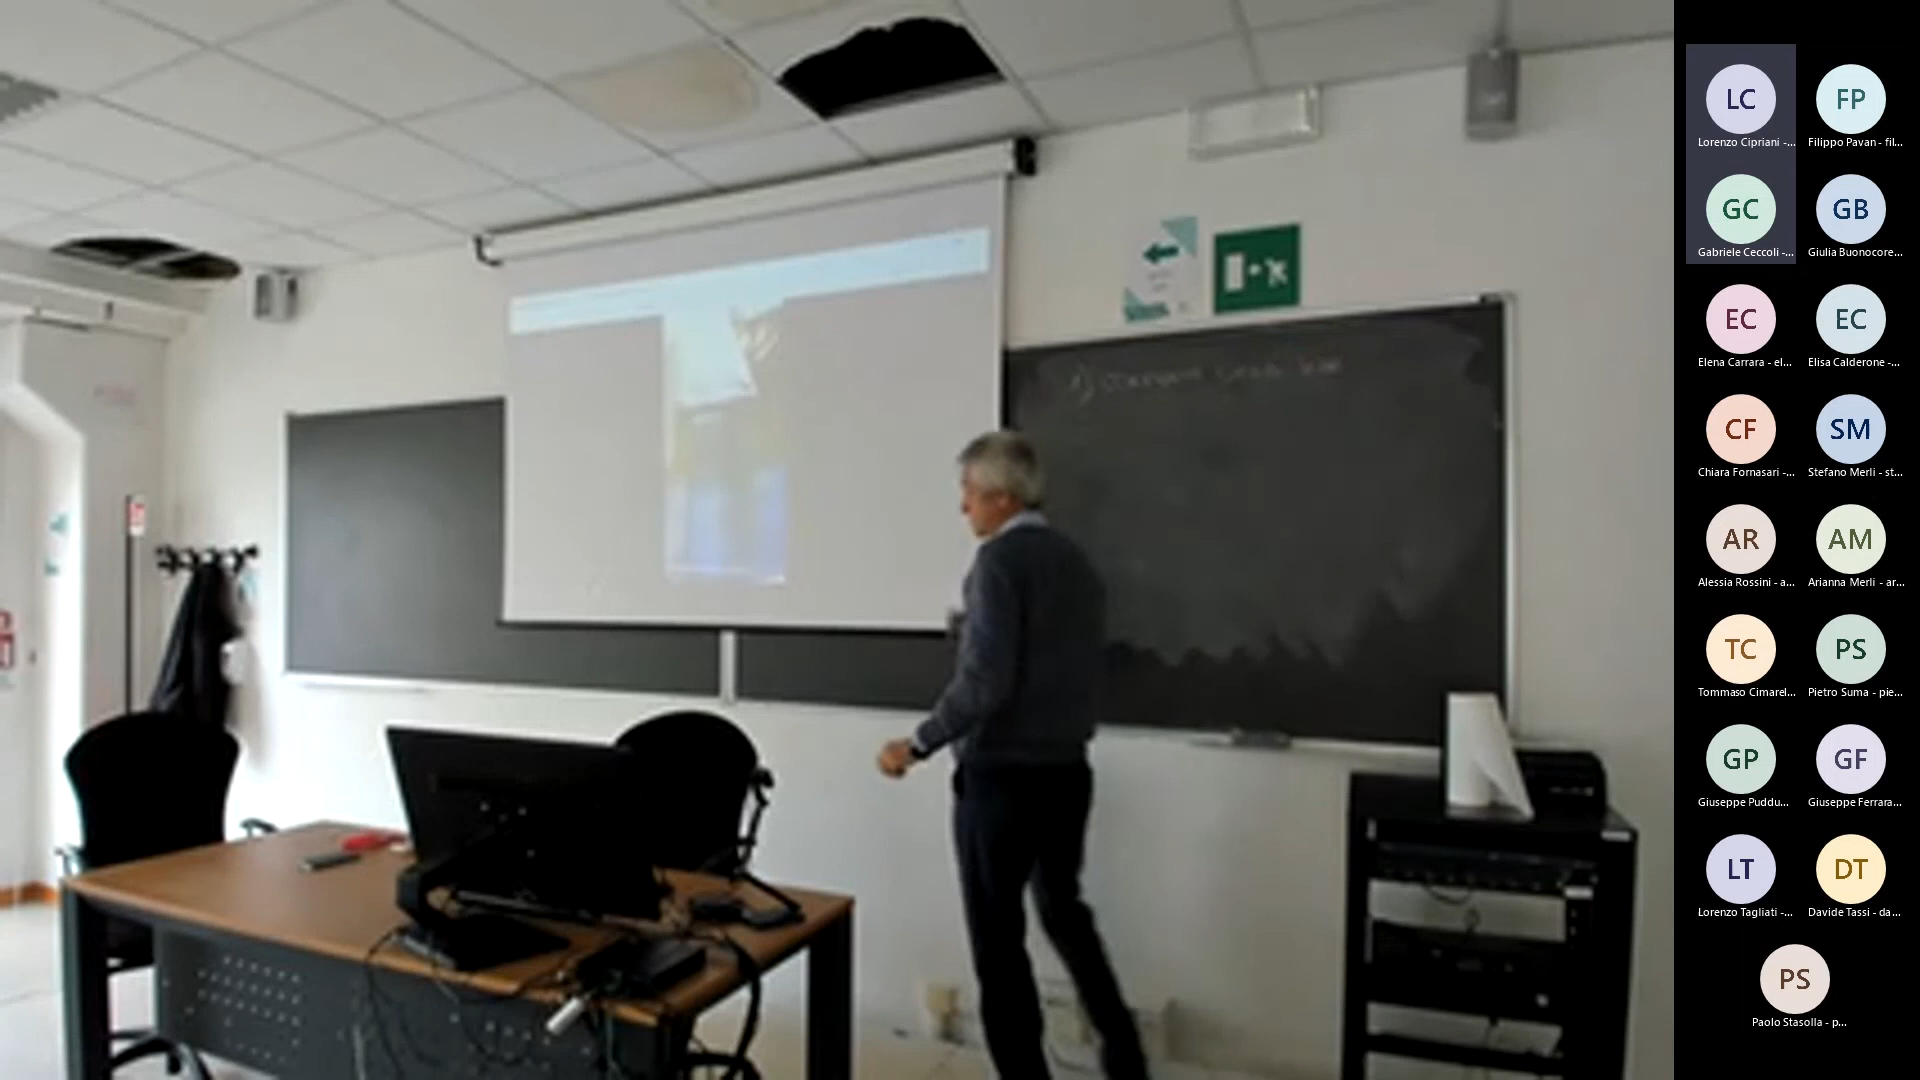 LC
Lorenzo Cipriani -...
FP
Filippo Pavan - fil...
GC
Gabriele Ceccoli -...
GB
Giulia Buonocore...
EC
Elena Carrara - el...
EC
Elisa Calderone -...
CF
Chiara Fornasari -...
SM
Stefano Merli - st...
AR
Alessia Rossini - a...
AM
Arianna Merli - ar...
TC
Tommaso Cimarel...
PS
Pietro Suma - pie...
GP
Giuseppe Puddu...
GF
Giuseppe Ferrara...
LT
Lorenzo Tagliati -...
DT
Davide Tassi - da...
PS
Paolo Stasolla - p...